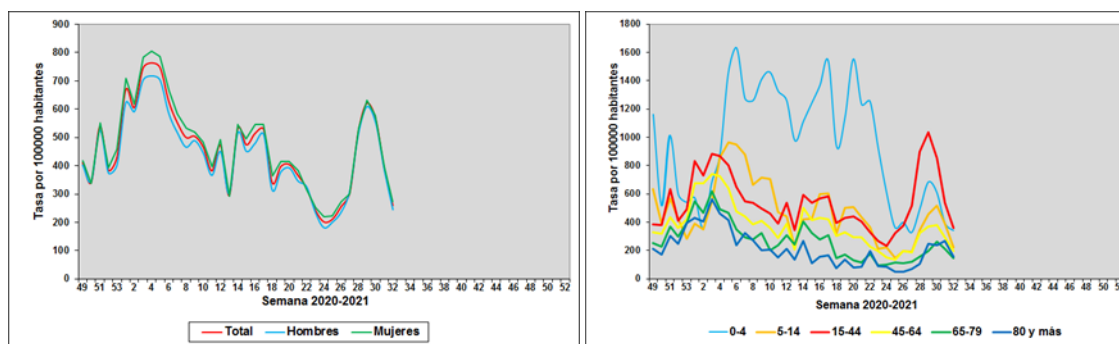 Tasa por 100000 habitantes
900
800
700
600
500
400
300
200
100
0
49 51 53 2 4 6 8 10 12 14 16 18 20 22 24 26 28 30 32 34 36 38 40 42 44 46 48 50 52
Semana 2020-2021
Total Hombres Mujeres
Tasa por 100000 habitantes
1800
1600
1400
1200
1000
800
600
400
200
0
49 51 53 2 4 6 8 10 12 14 16 18 20 22 24 26 28 30 32 34 36 38 40 42 44 46 48 50
Semana 2020-2021
0-4 5-14 15-44 45-64 65-79 80 y más